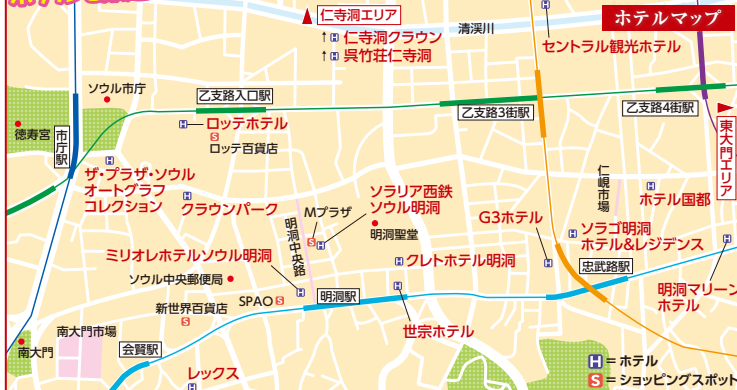 仁寺洞エリア
清渓川
ホテルマップ
↑H仁寺洞クラウン
↑H呉竹荘仁寺洞
H
セントラル観光ホテル
ソウル市庁
乙支路入口駅
乙支路3街駅
乙支路4街駅
徳寿宮
市庁駅
Hロッテホテル
S
ロッテ百貨店
東大門エリア
H
ザ・プラザ・ソウル
オートグラフ
コレクション
H
クラウンパーク
ソラリア西鉄
ソウル明洞
Mプラザ
SH
明洞聖堂
明洞中央路
仁峴市場
H
ホテル国都
G3ホテル
H
Hソラゴ明洞
ホテル&レジデンス
H
明洞マリーン
ホテル
ミリオレホテルソウル明洞
H
Hクレトホテル明洞
忠武路駅
ソウル中央郵便局
SPAO S
明洞駅
H
世宗ホテル
新世界百貨店
S
南大門市場
南大門
会賢駅
レックス
H
H=ホテル
S=ショッピングスポット